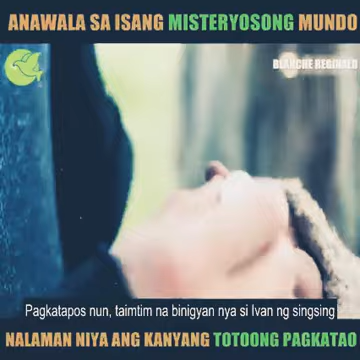 ANAWALA SA ISANG MISTERYOSONG MUNDO
BLANCHE REGINALD
Pagkatapos nun, taimtim na binigyan nya si Ivan ng singsing
NALAMAN NIYA ANG KANYANG TOTOONG PAGKATAO